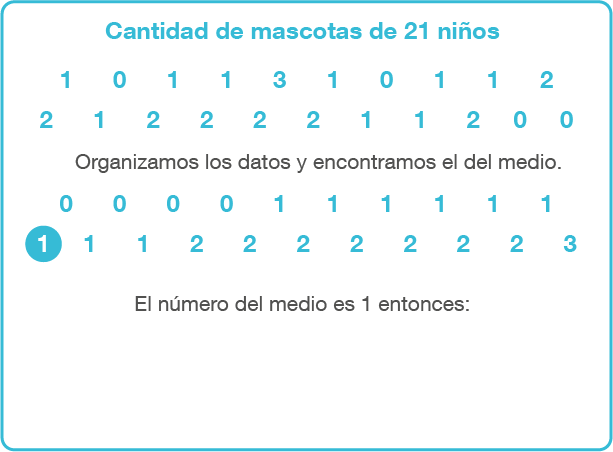 Cantidad de mascotas de 21 niños
1 0 1 1 3 1 0 1 1 2
2 1 2 2 2 2 1 1 2 0 0
Organizamos los datos y encontramos el del medio.
0 0 0 0 1 1 1 1 1 1
1 1 1 2 2 2 2 2 2 2 3
El número del medio es 1 entonces: